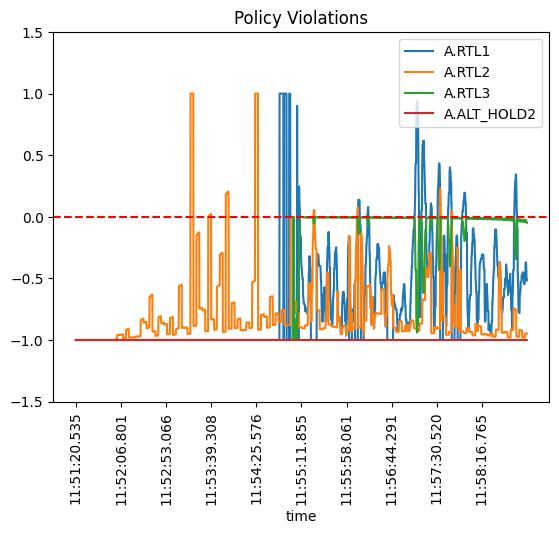 Policy Violations
A.RTL1
A.RTL2
A.RTL3
A.ALT_HOLD2
1.5
1.0
0.5
0.0
−0.5
−1.0
−1.5
11:51:20.535
11:52:06.801
11:52:53.066
11:53:39.308
11:54:25.576
11:55:11.855
11:55:58.061
11:56:44.291
11:57:30.520
11:58:16.765
time